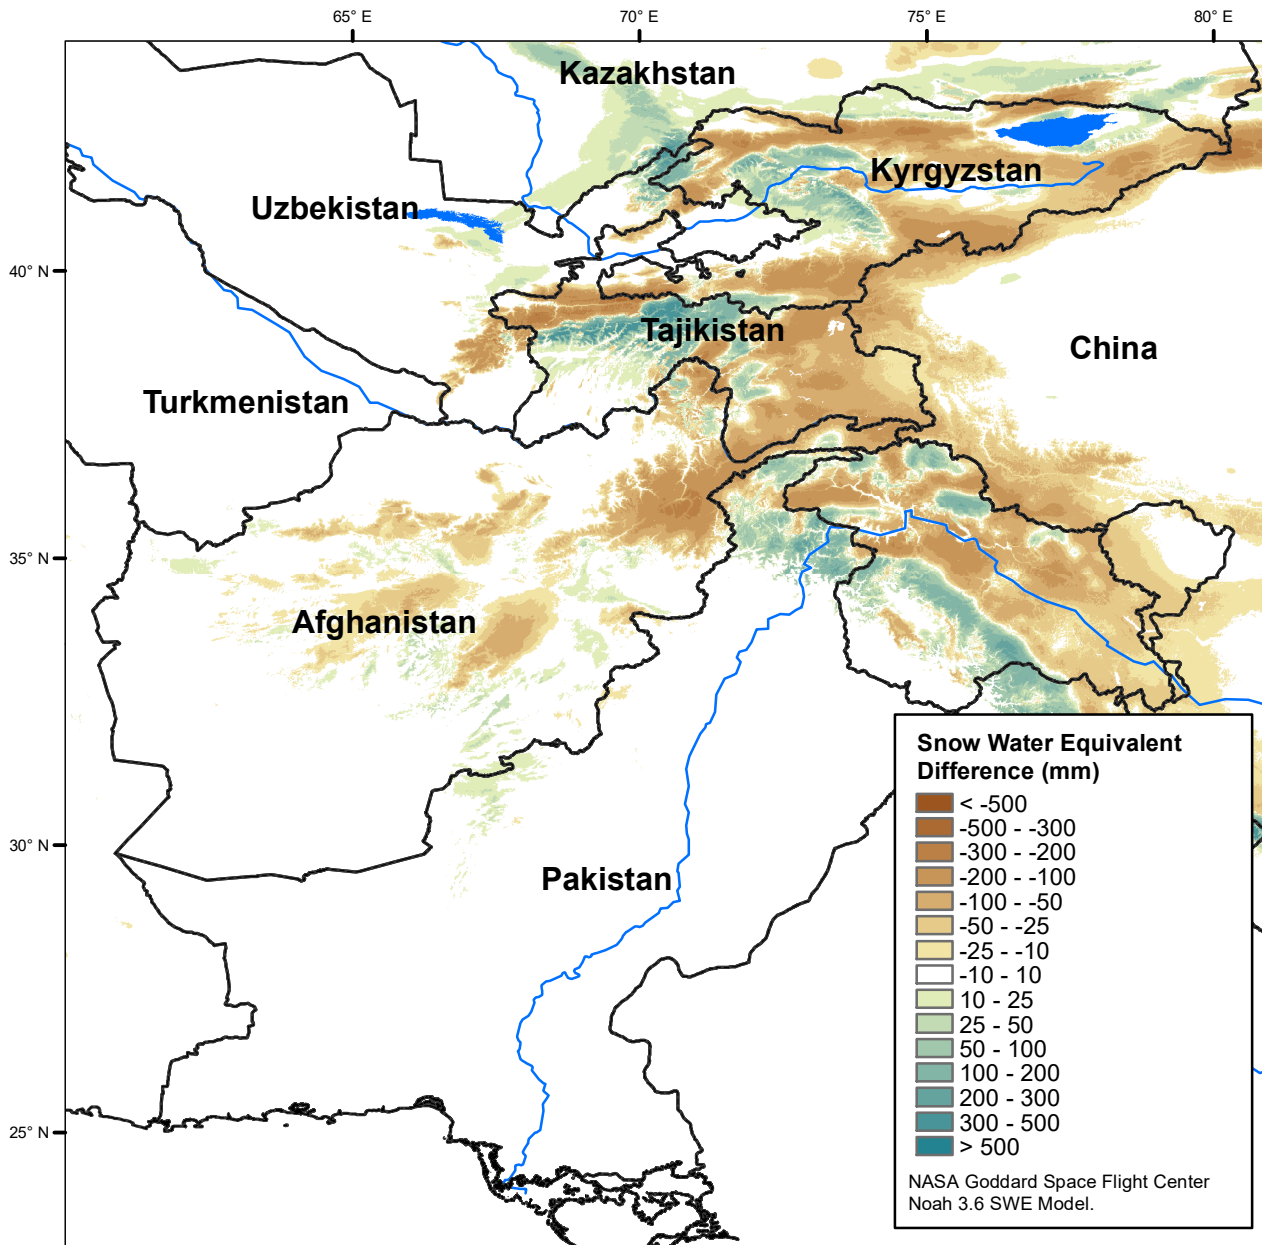 65° E
70° E
75° E
80° E
Kazakhstan
Kyrgyzstan
Uzbekistan
40° N
Tajikistan
China
Turkmenistan
35° N
Afghanistan
Snow Water Equivalent
Difference (mm)
< -500
-500 - -300
-300 - -200
-200 - -100
-100 - -50
-50 - -25
-25 - -10
-10 - 10
10 - 25
25 - 50
50 - 100
100 - 200
200 - 300
300 - 500
> 500
NASA Goddard Space Flight Center
Noah 3.6 SWE Model.
30° N
Pakistan
25° N